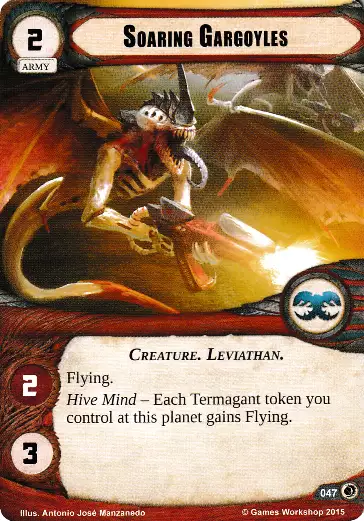 2
ARMY
SOARING GARGOYLES
CREATURE. LEVIATHAN.
2
Flying.
Hive Mind – Each Termagant token you
control at this planet gains Flying.
3
047
Illus. Antonio José Manzanedo
© Games Workshop 2015